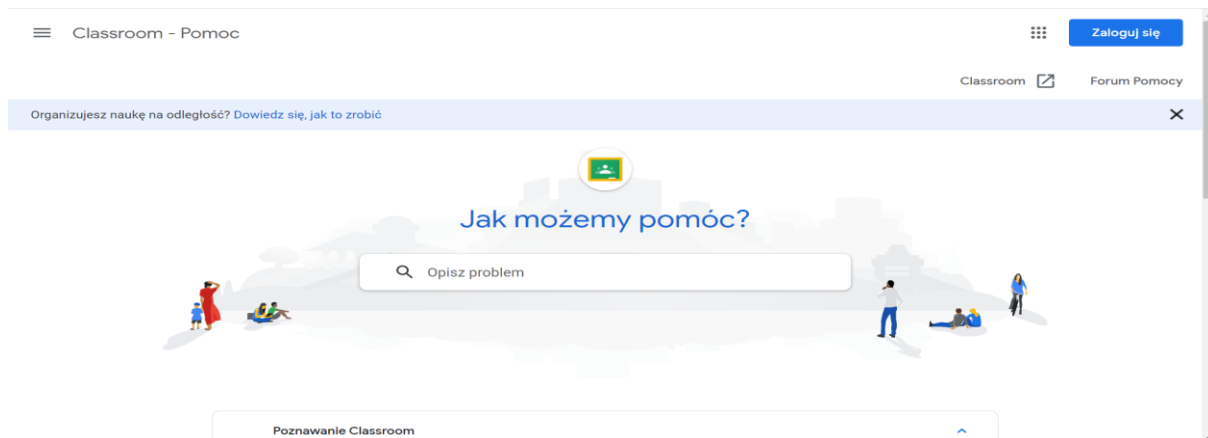 Classroom - Pomoc
Zaloguj się
Classroom
Forum Pomocy
Organizujesz naukę na odległość? Dowiedz się, jak to zrobić
Jak możemy pomóc?
Opisz problem
Poznawanie Classroom